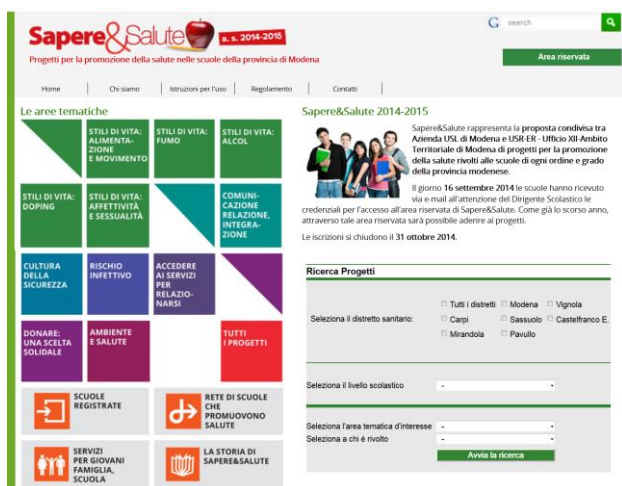 Sapere&Salute a. s. 2014-2015
Progetti per la promozione della salute nelle scuole della provincia di Modena
search
Area riservata
Home
Chi siamo
Istruzioni per l'uso
Regolamento
Contatti
Le aree tematiche
STILI DI VITA:
ALIMENTA-
ZIONE
E MOVIMENTO
STILI DI VITA:
FUMO
STILI DI VITA:
ALCOL
STILI DI VITA:
DOPING
STILI DI VITA:
AFFETTIVITÀ
E SESSUALITÀ
COMUNI-
CAZIONE
RELAZIONE,
INTEGRA-
ZIONE
CULTURA
DELLA
SICUREZZA
RISCHIO
INFETTIVO
ACCEDERE
AI SERVIZI
PER
RELAZIO-
NARSI
DONARE:
UNA SCELTA
SOLIDALE
AMBIENTE
E SALUTE
TUTTI
I PROGETTI
SCUOLE
REGISTRATE
RETE DI SCUOLE
CHE
PROMUOVONO
SALUTE
SERVIZI
PER GIOVANI
FAMIGLIA,
SCUOLA
LA STORIA DI
SAPERE&SALUTE
Sapere&Salute 2014-2015
Sapere&Salute rappresenta la proposta condivisa tra
Azienda USL di Modena e USR-ER - Ufficio XII-Ambito
Territoriale di Modena di progetti per la promozione
della salute rivolti alle scuole di ogni ordine e grado
della provincia modenese.
Il giorno 16 settembre 2014 le scuole hanno ricevuto
via e-mail all'attenzione del Dirigente Scolastico le
credenziali per l'accesso all'area riservata di Sapere&Salute. Come già lo scorso anno,
attraverso tale area riservata sarà possibile aderire ai progetti.
Le iscrizioni si chiudono il 31 ottobre 2014.
Ricerca Progetti
Seleziona il distretto sanitario:
Tutti i distretti Modena Vignola
Carpi Sassuolo Castelfranco E.
Mirandola Pavullo
Seleziona il livello scolastico -
Seleziona l'area tematica d'interesse -
Seleziona a chi è rivolto -
Avvia la ricerca